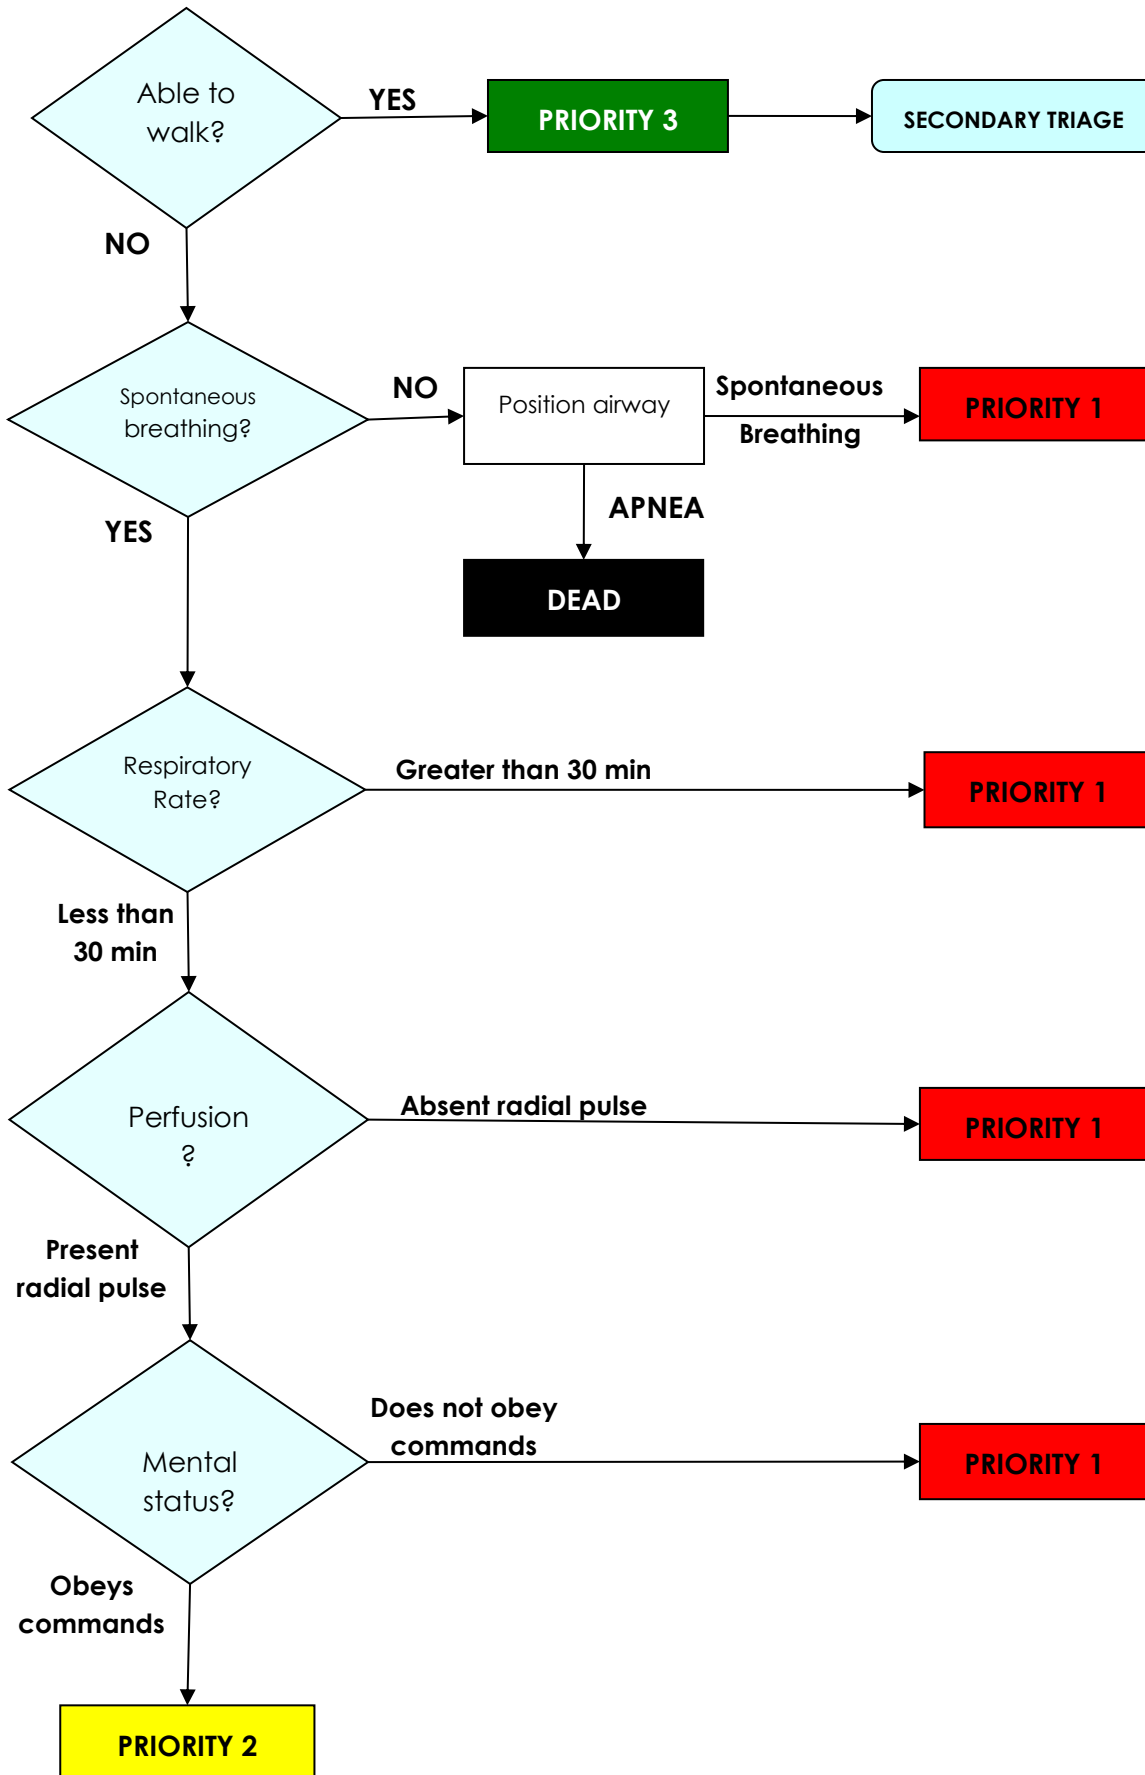 Able to
walk?
YES
PRIORITY 3
SECONDARY TRIAGE
NO
Spontaneous
breathing?
NO
Position airway
Spontaneous
Breathing
PRIORITY 1
YES
APNEA
DEAD
Respiratory
Rate?
Greater than 30 min
PRIORITY 1
Less than
30 min
Perfusion
?
Absent radial pulse
PRIORITY 1
Present
radial pulse
Mental
status?
Does not obey
commands
PRIORITY 1
Obeys
commands
PRIORITY 2